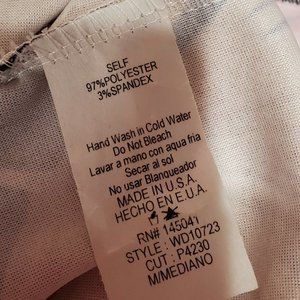 SELF
97%POLYESTER
3%SPANDEX
Hand Wash in Cold Water
Do Not Bleach
Lavar a mano con aqua fria
Secar al sol
No usar Blanqueador
MADE IN U.S.A.
HECHO EN E.U.A.
RN# 145041
STYLE : WD10723
CUT : P4230
M/MEDIANO